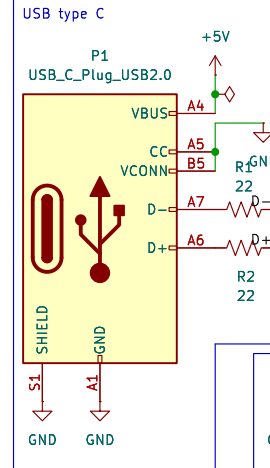 USB type C
+5V
P1
USB_C_Plug_USB2.0
VBUS A4
CC A5
VCONN B5
GN
R1
22
D- A7
D-
D+ A6
D+
R2
22
SHIELD
GND
S1
A1
GND
GND